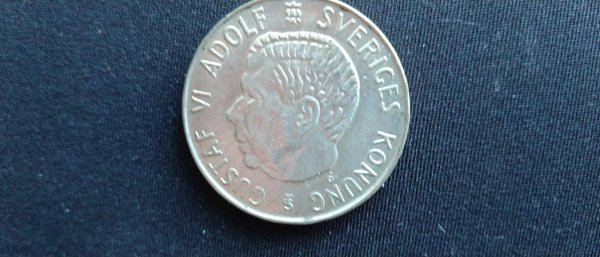 GUSTAF VI ADOLF
SVERIGES KONUNG